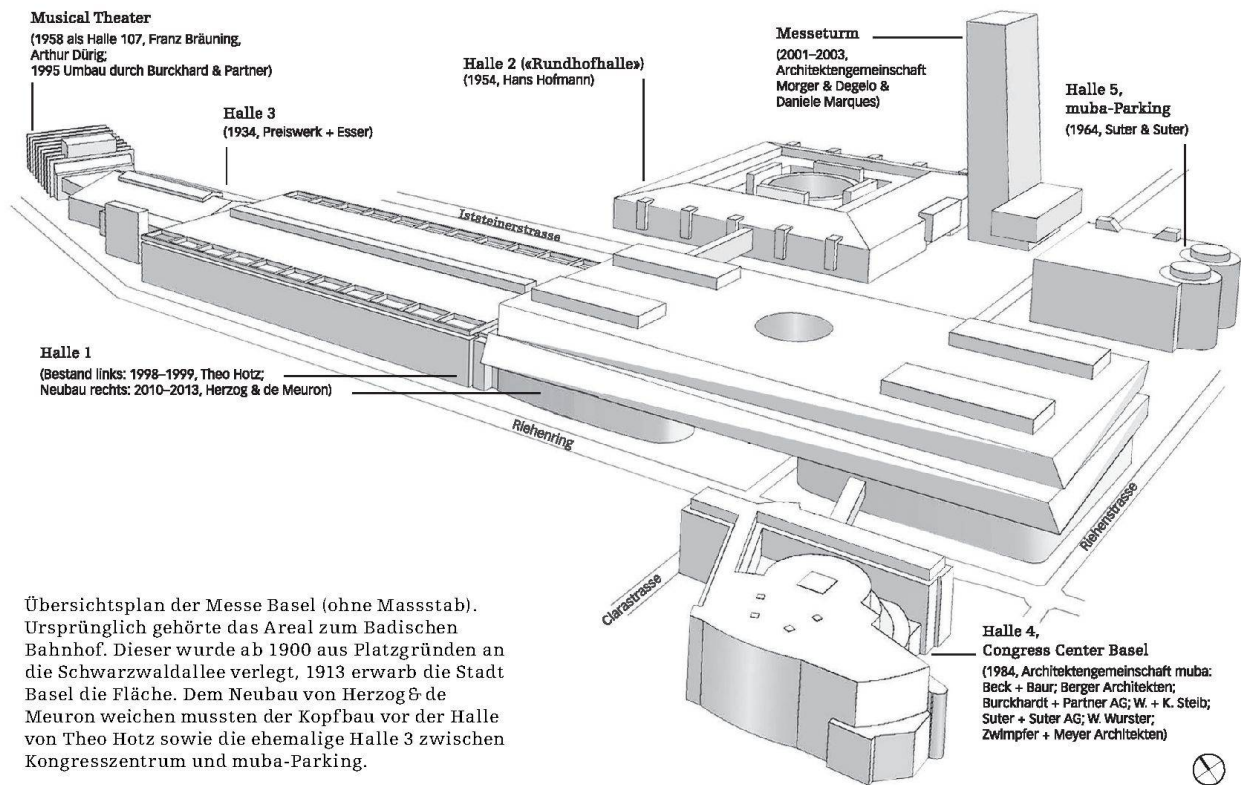 Musical Theater
(1958 als Halle 107, Franz Bräuning,
Arthur Dürig;
1995 Umbau durch Burckhard & Partner)
Halle 3
(1934, Preiswerk + Esser)
Halle 2 («Rundhofhalle»)
(1954, Hans Hofmann)
Messeturm
(2001–2003,
Architektengemeinschaft
Morger & Degelo &
Daniele Marques)
Halle 5,
muba-Parking
(1964, Suter & Suter)
Isteinerstrasse
Halle 1
(Bestand links: 1998–1999, Theo Hotz;
Neubau rechts: 2010–2013, Herzog & de Meuron)
Riehenring
Riehenstrasse
Clarastrasse
Halle 4,
Congress Center Basel
(1984, Architektengemeinschaft muba:
Beck + Baur; Berger Architekten;
Burckhardt + Partner AG; W. + K. Steib;
Suter + Suter AG; W. Wurster;
Zwimpfer + Meyer Architekten)
Übersichtsplan der Messe Basel (ohne Massstab).
Ursprünglich gehörte das Areal zum Badischen
Bahnhof. Dieser wurde ab 1900 aus Platzgründen an
die Schwarzwaldallee verlegt, 1913 erwarb die Stadt
Basel die Fläche. Dem Neubau von Herzog & de
Meuron weichen mussten der Kopfbau vor der Halle
von Theo Hotz sowie die ehemalige Halle 3 zwischen
Kongresszentrum und muba-Parking.